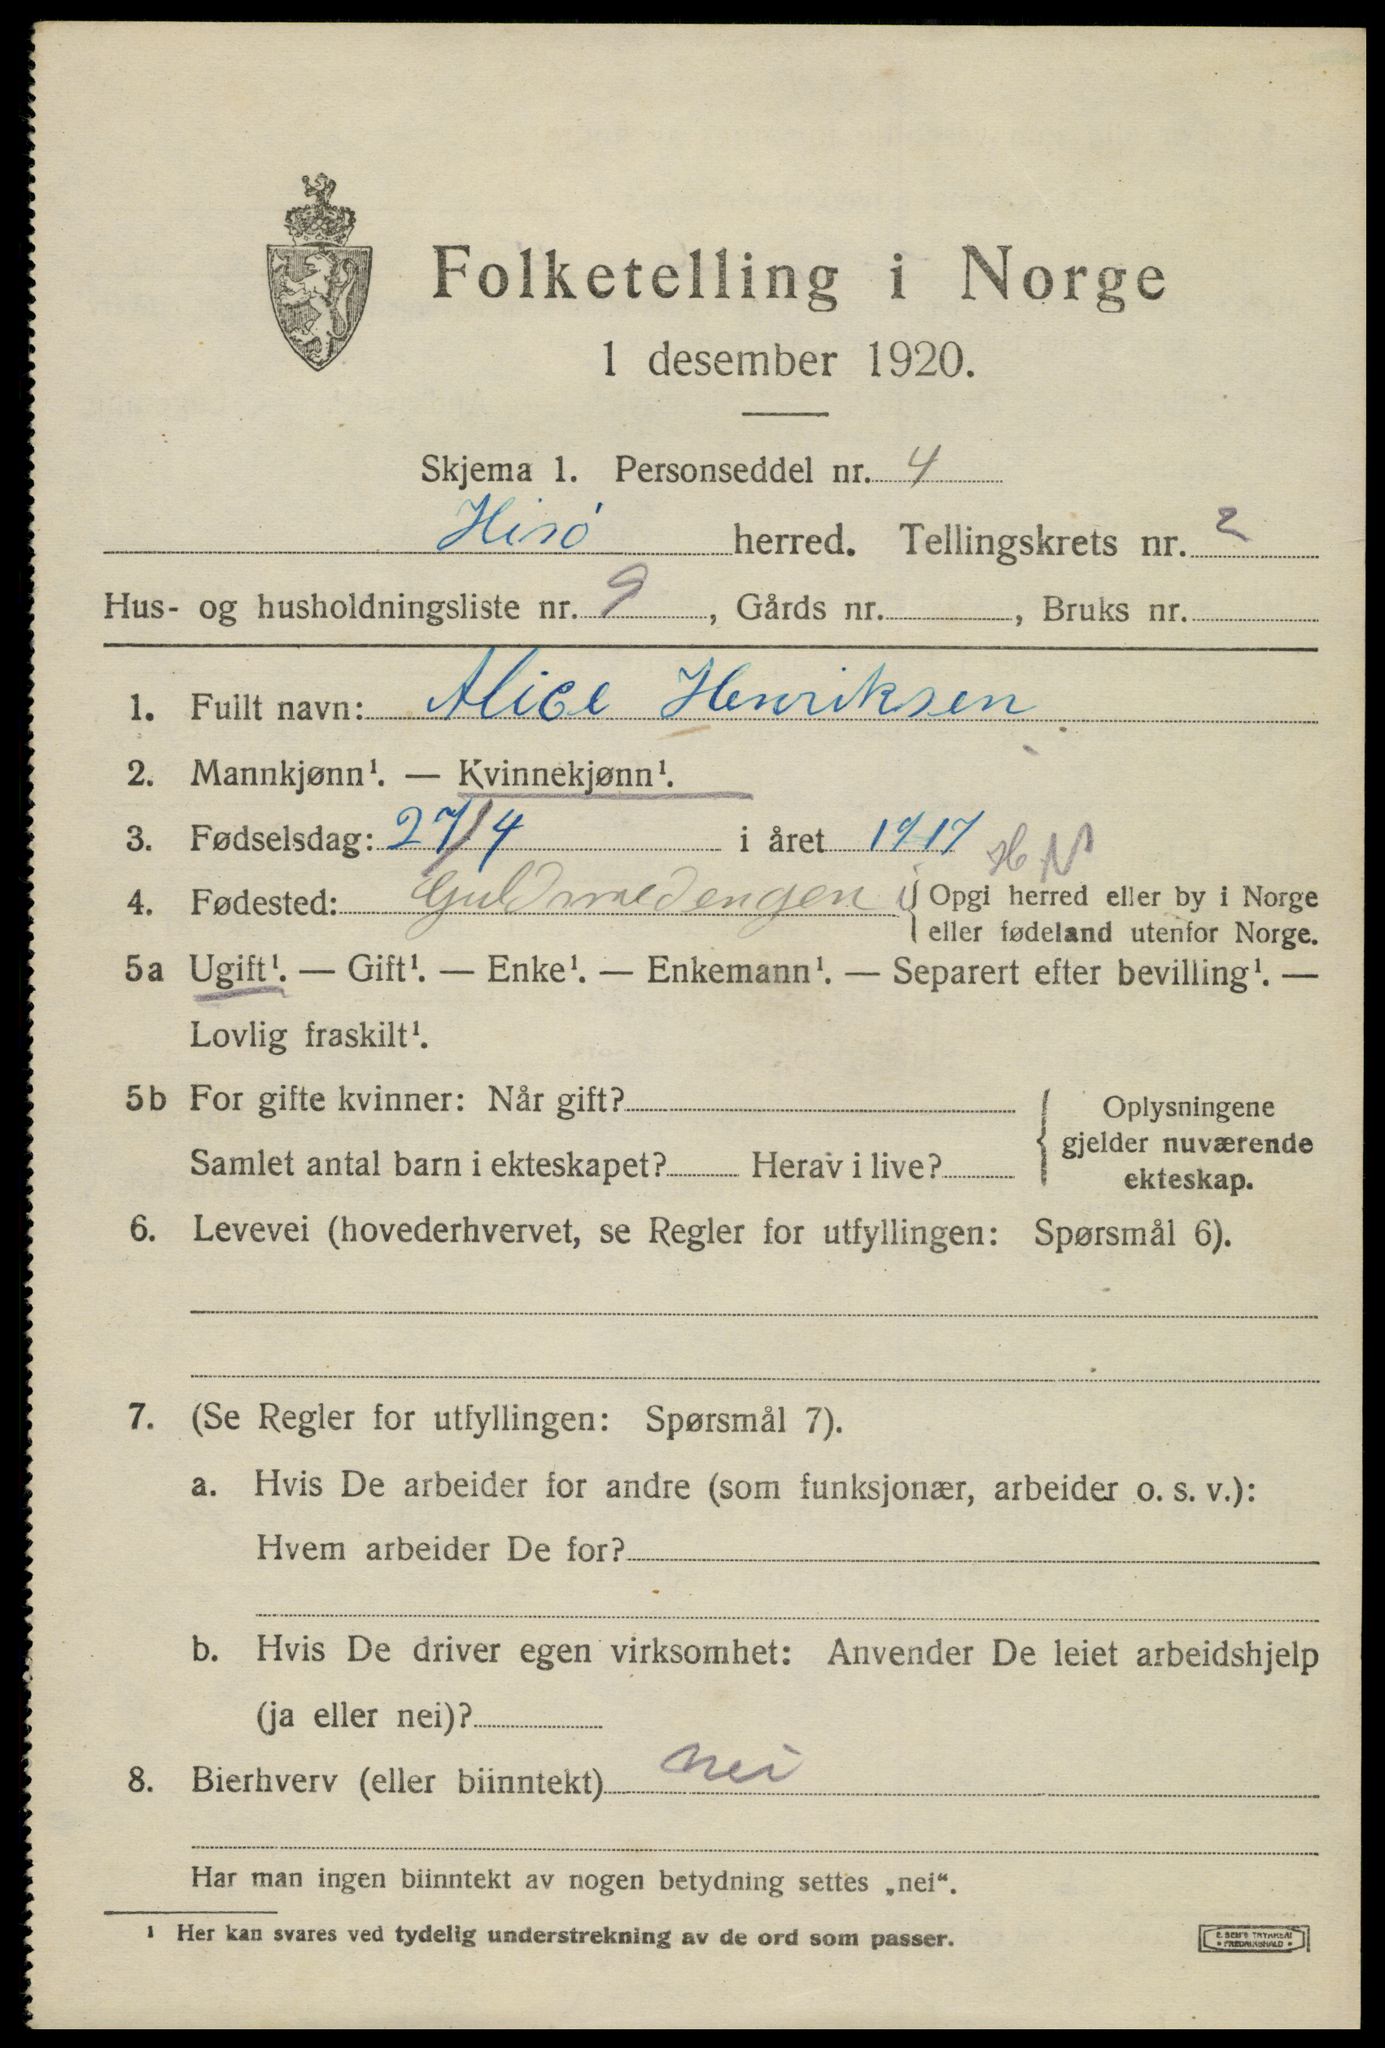 Folketelling i Norge
1 desember 1920.
Skjema 1. Personseddel nr. 4
Hisø herred. Tellingskrets nr. 2
Hus- og husholdningsliste nr. 9, Gårds nr. , Bruks nr.
1. Fullt navn: Alice Henriksen
2. Mannkjønn¹. — Kvinnekjønn¹.
3. Fødselsdag: 27/4 i året 1917
H N
4. Fødested: Guldsmedengen Opgi herred eller by i Norge
eller fødeland utenfor Norge.
5a Ugift¹. — Gift¹. — Enke¹. — Enkemann¹. — Separert efter bevilling¹. —
Lovlig fraskilt¹.
5b For gifte kvinner: Når gift?
Samlet antal barn i ekteskapet? Herav i live?
Oplysningene
gjelder nuværende
ekteskap.
6. Levevei (hovederhvervet, se Regler for utfyllingen: Spørsmål 6).
7. (Se Regler for utfyllingen: Spørsmål 7).
a. Hvis De arbeider for andre (som funksjonær, arbeider o. s. v.):
Hvem arbeider De for?
b. Hvis De driver egen virksomhet: Anvender De leiet arbeidshjelp
(ja eller nei)?
8. Bierhverv (eller biinntekt) nei
Har man ingen biinntekt av nogen betydning settes „nei“.
¹ Her kan svares ved tydelig understrekning av de ord som passer.
E. SEM'S TRYKKERI
FREDRIKSHALD